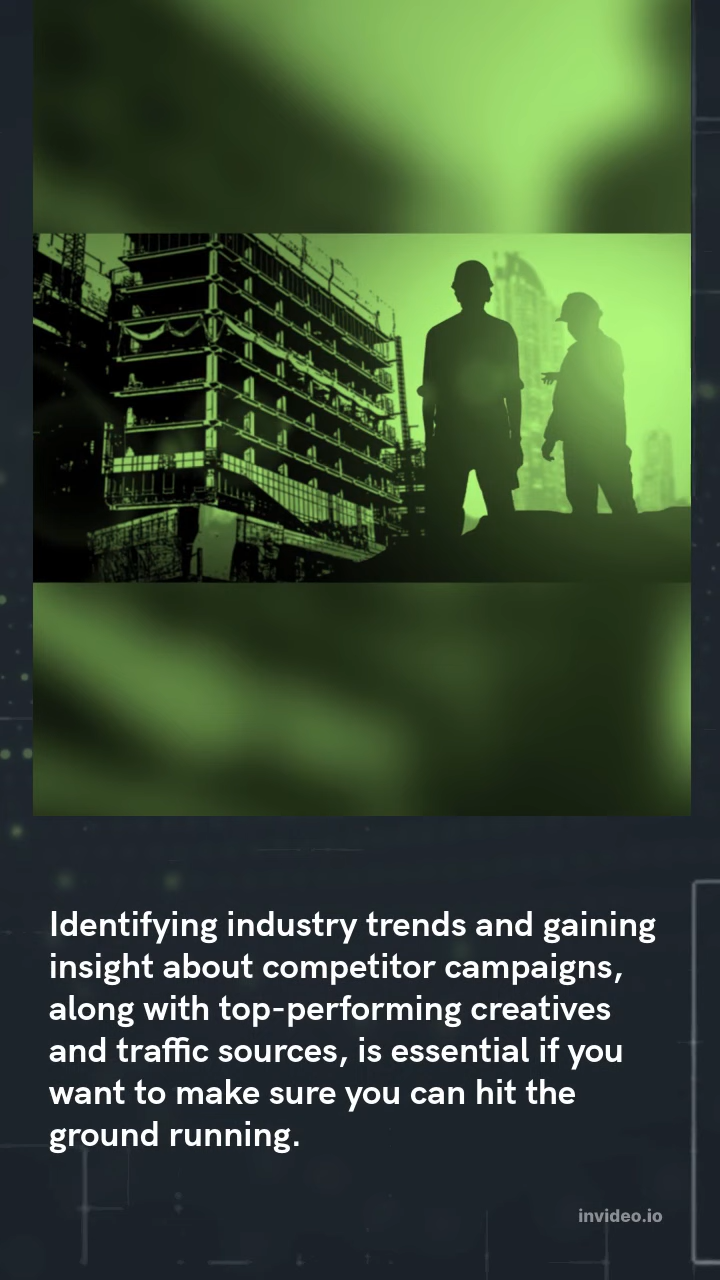 Identifying industry trends and gaining
insight about competitor campaigns,
along with top-performing creatives
and traffic sources, is essential if you
want to make sure you can hit the
ground running.
invideo.io